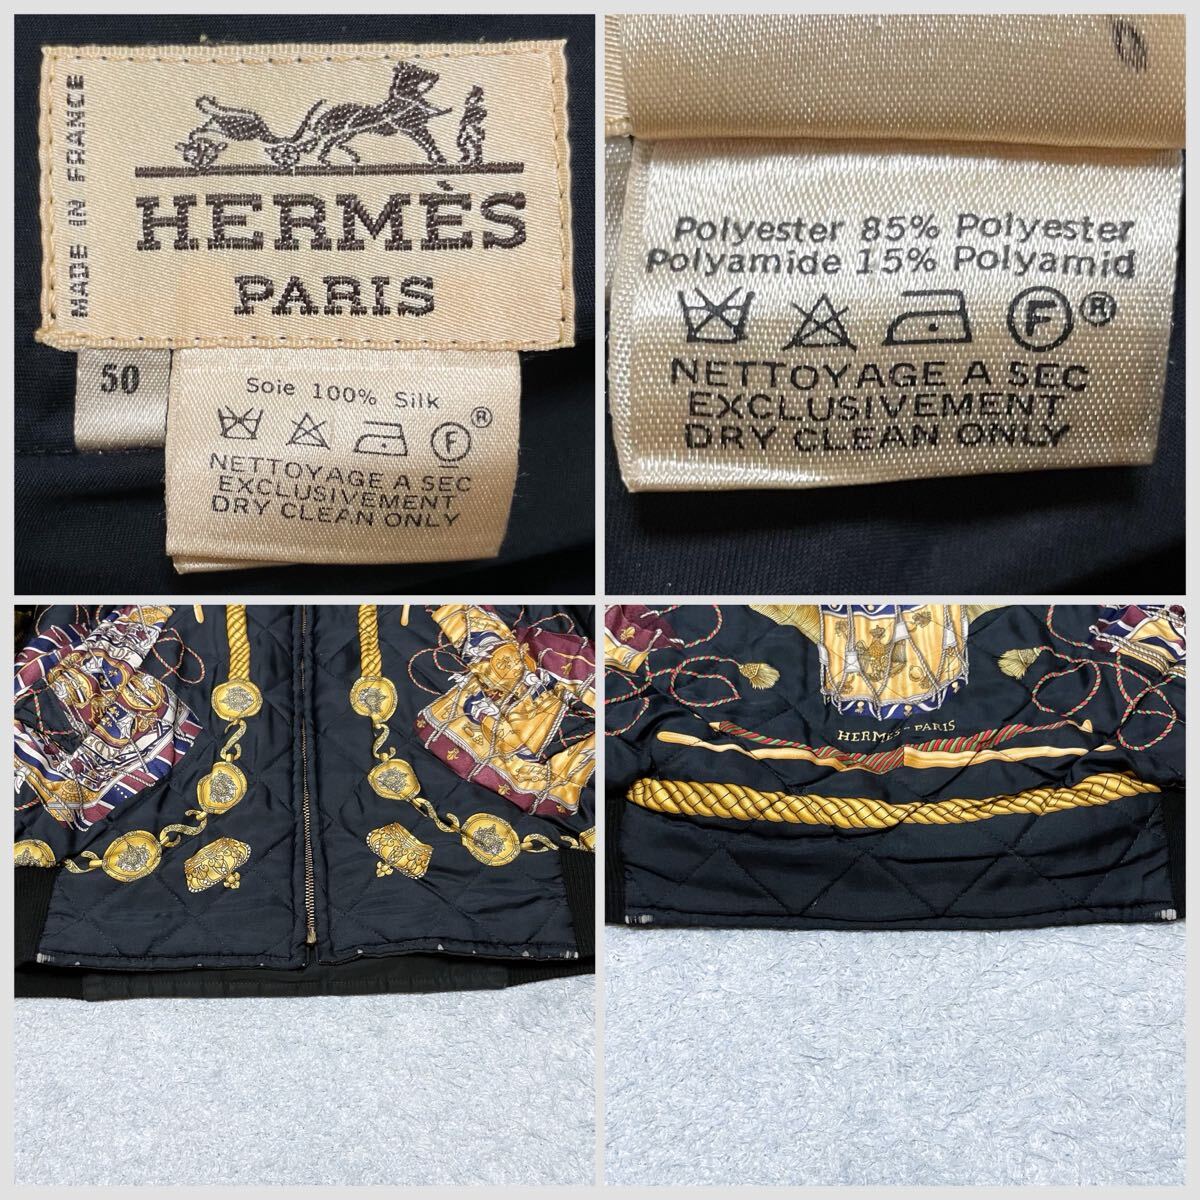 MADE IN FRANCE
HERMÈS
PARIS
50
Soie 100% Silk
F ®
NETTOYAGE A SEC
EXCLUSIVEMENT
DRY CLEAN ONLY
0
Polyester 85% Polyester
Polyamide 15% Polyamid
F ®
NETTOYAGE A SEC
EXCLUSIVEMENT
DRY CLEAN ONLY
HERMES-PARIS